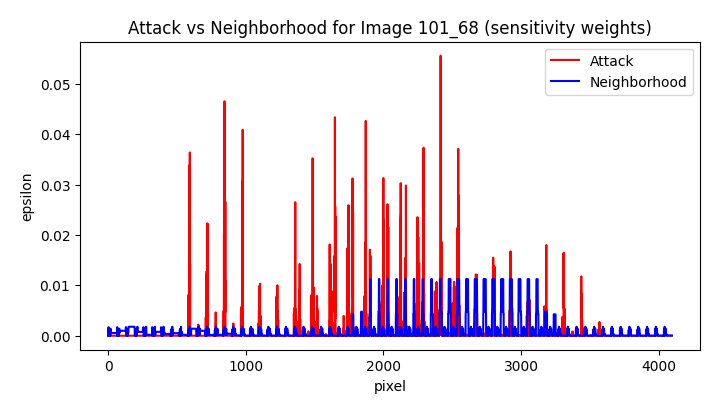 Attack vs Neighborhood for Image 101_68 (sensitivity weights)
Attack
Neighborhood
epsilon
0.05
0.04
0.03
0.02
0.01
0.00
0 1000 2000 3000 4000
pixel